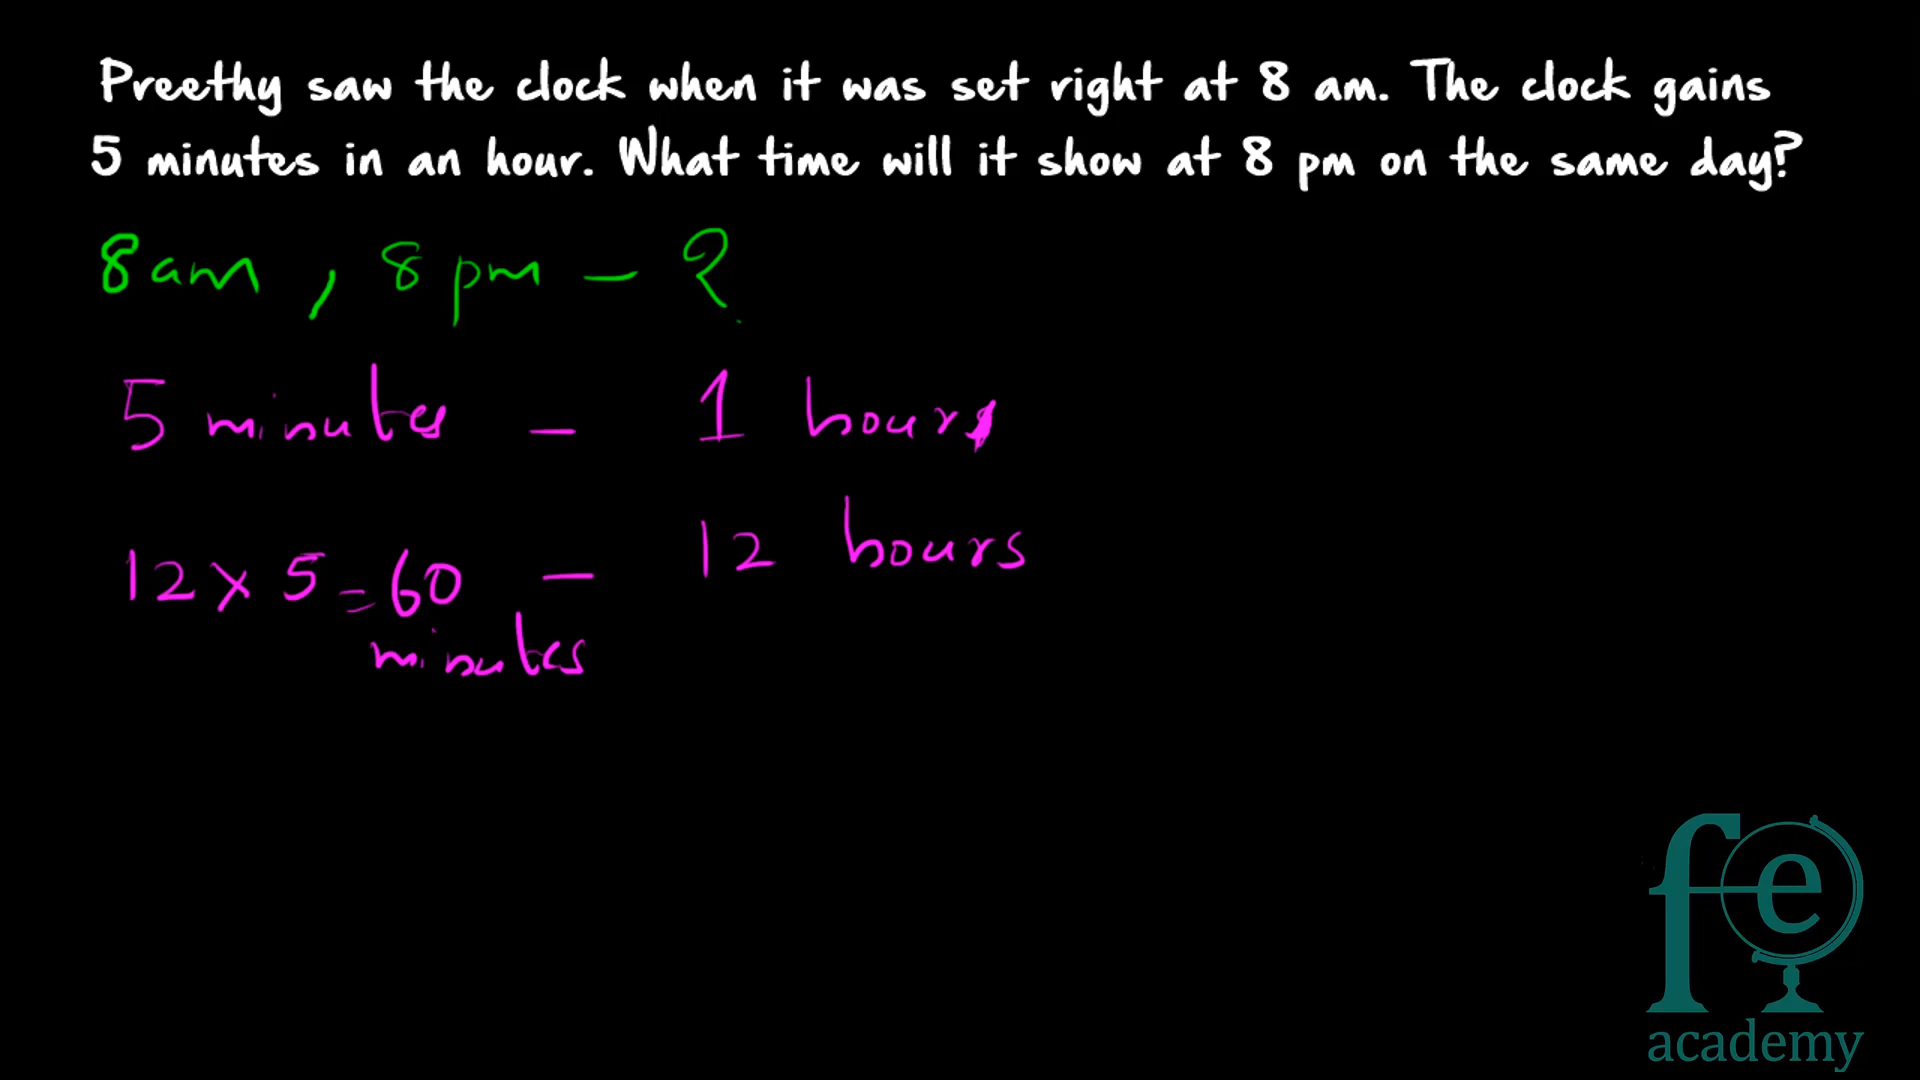 Preethy saw the clock when it was set right at 8 am. The clock gains
5 minutes in an hour. What time will it show at 8 pm on the same day?
8 am , 8 pm – ?
5 minutes – 1 hour
12 × 5 = 60 – 12 hours
minutes
fe
academy